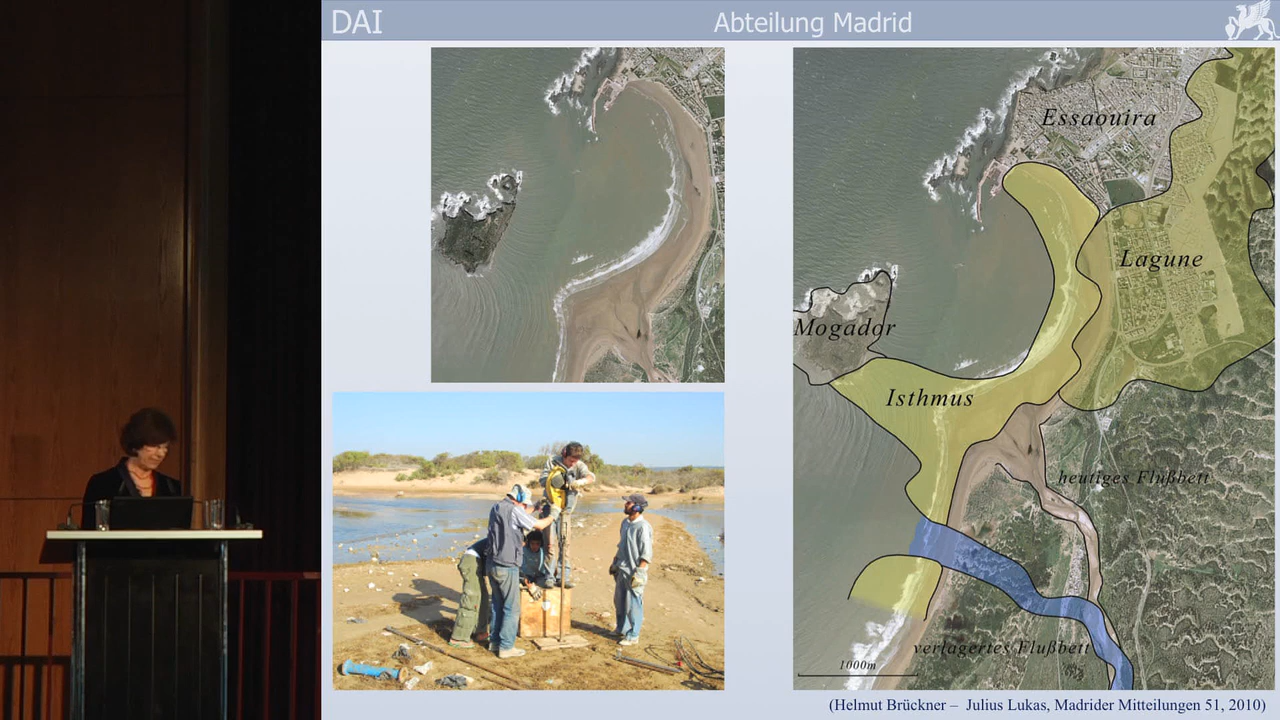 DAI
Abteilung Madrid
Essaouira
Lagune
Mogador
Isthmus
heutiges Flußbett
verlagertes Flußbett
1000m
(Helmut Brückner – Julius Lukas, Madrider Mitteilungen 51, 2010)